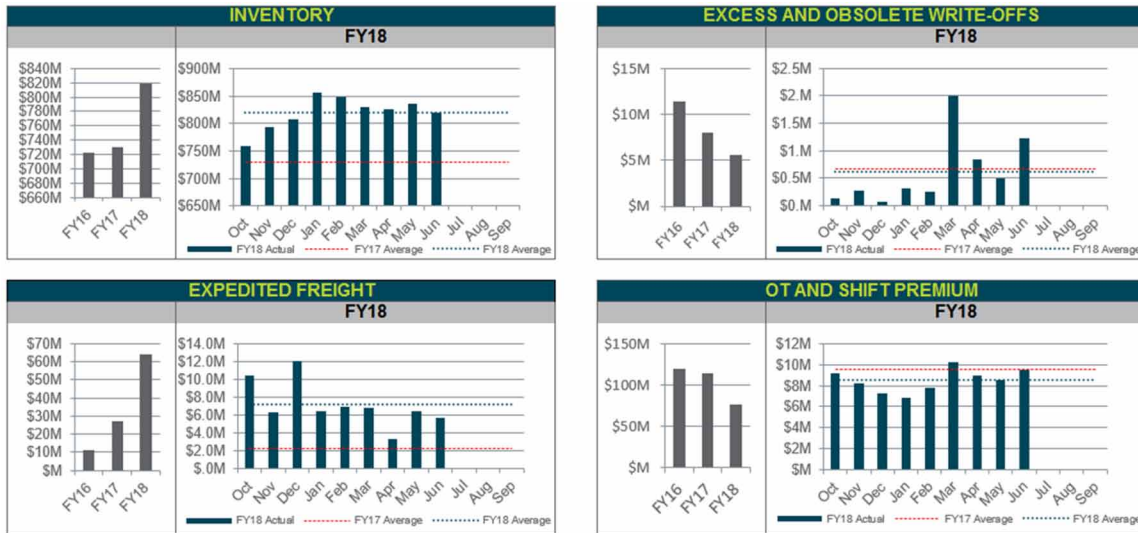 INVENTORY
FY18
$840M
$820M
$800M
$780M
$760M
$740M
$720M
$700M
$680M
$660M
FY16
FY17
FY18
$900M
$850M
$800M
$750M
$700M
$650M
Oct
Nov
Dec
Jan
Feb
Mar
Apr
May
Jun
Jul
Aug
Sep
FY18 Actual
FY17 Average
FY18 Average
EXCESS AND OBSOLETE WRITE-OFFS
FY18
$15M
$10M
$5M
$M
FY16
FY17
FY18
$2.5M
$2.M
$1.5M
$1.M
$0.5M
$0.M
Oct
Nov
Dec
Jan
Feb
Mar
Apr
May
Jun
Jul
Aug
Sep
FY18 Actual
FY17 Average
FY18 Average
EXPEDITED FREIGHT
FY18
$70M
$60M
$50M
$40M
$30M
$20M
$10M
$M
FY16
FY17
FY18
$14.0M
$12.0M
$10.0M
$8.0M
$6.0M
$4.0M
$2.0M
$.0M
Oct
Nov
Dec
Jan
Feb
Mar
Apr
May
Jun
Jul
Aug
Sep
FY18 Actual
FY17 Average
FY18 Average
OT AND SHIFT PREMIUM
FY18
$150M
$100M
$50M
$M
FY16
FY17
FY18
$12M
$10M
$8M
$6M
$4M
$2M
$M
Oct
Nov
Dec
Jan
Feb
Mar
Apr
May
Jun
Jul
Aug
Sep
FY18 Actual
FY17 Average
FY18 Average